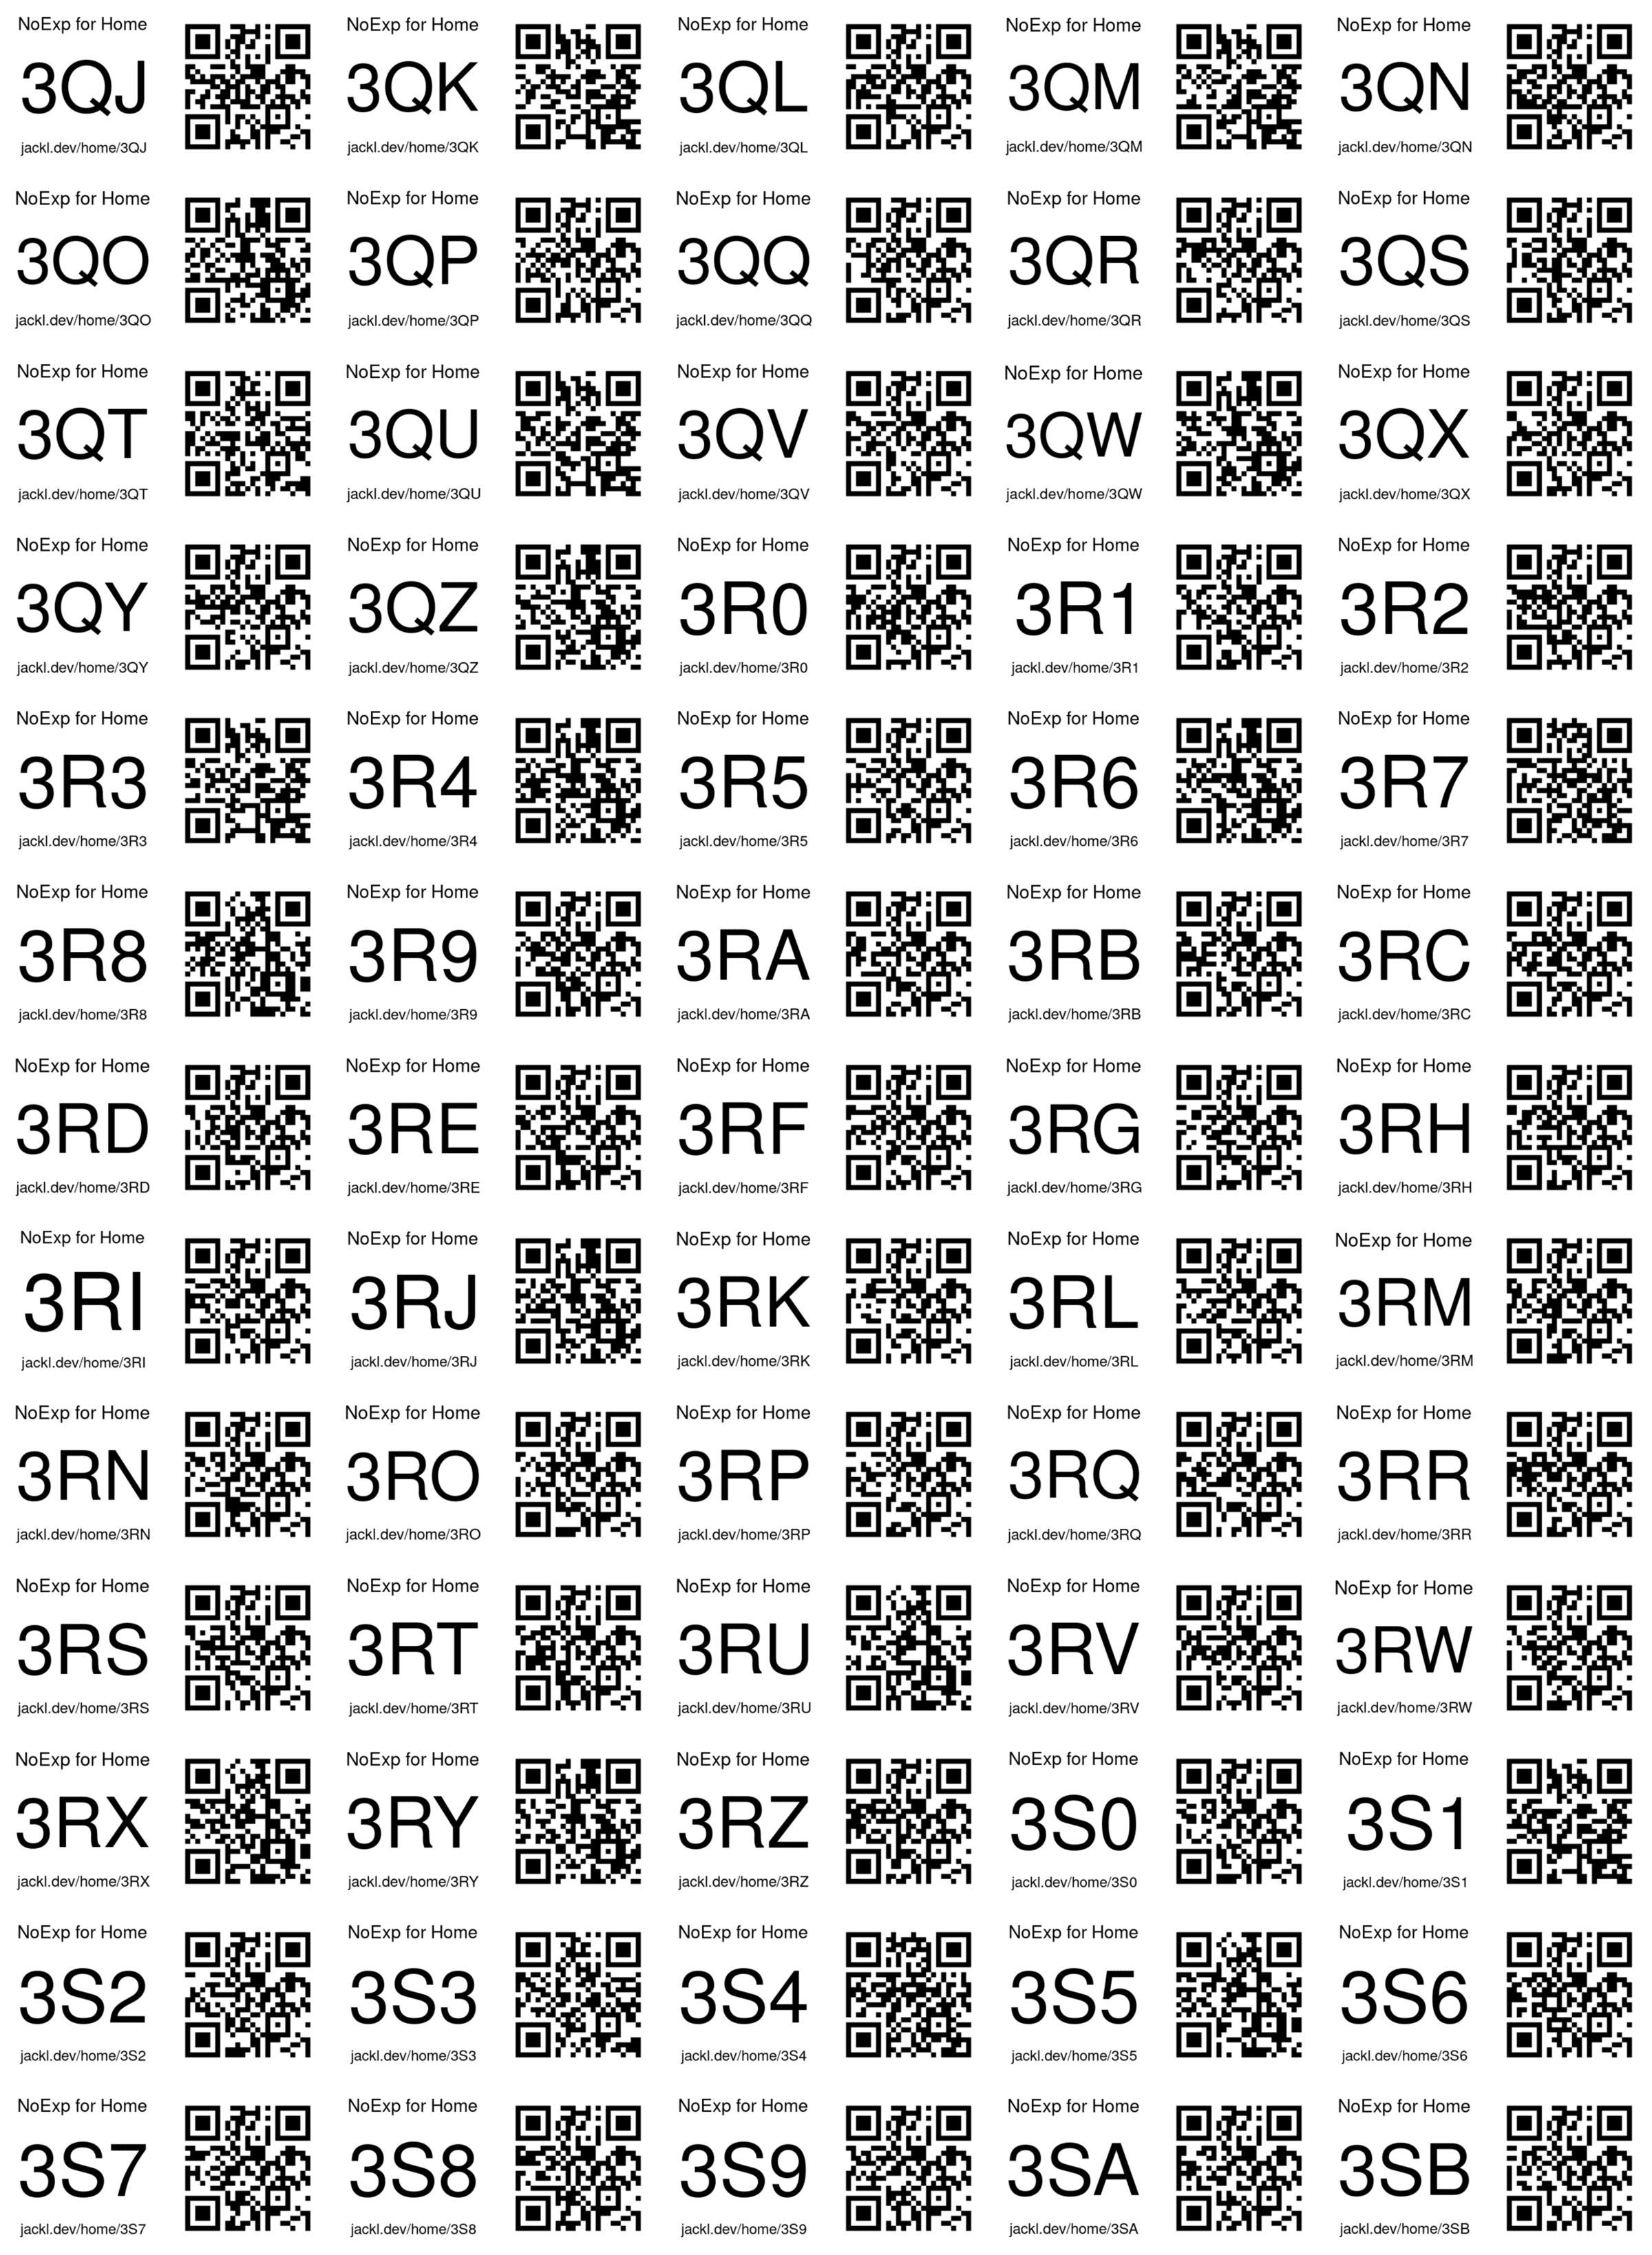 NoExp for Home NoExp for Home NoExp for Home NoExp for Home NoExp for Home
3QJ 3QK 3QL 3QM 3QN
jackl.dev/home/3QJ jackl.dev/home/3QK jackl.dev/home/3QL jackl.dev/home/3QM jackl.dev/home/3QN
NoExp for Home NoExp for Home NoExp for Home NoExp for Home NoExp for Home
3QO 3QP 3QQ 3QR 3QS
jackl.dev/home/3QO jackl.dev/home/3QP jackl.dev/home/3QQ jackl.dev/home/3QR jackl.dev/home/3QS
NoExp for Home NoExp for Home NoExp for Home NoExp for Home NoExp for Home
3QT 3QU 3QV 3QW 3QX
jackl.dev/home/3QT jackl.dev/home/3QU jackl.dev/home/3QV jackl.dev/home/3QW jackl.dev/home/3QX
NoExp for Home NoExp for Home NoExp for Home NoExp for Home NoExp for Home
3QY 3QZ 3R0 3R1 3R2
jackl.dev/home/3QY jackl.dev/home/3QZ jackl.dev/home/3R0 jackl.dev/home/3R1 jackl.dev/home/3R2
NoExp for Home NoExp for Home NoExp for Home NoExp for Home NoExp for Home
3R3 3R4 3R5 3R6 3R7
jackl.dev/home/3R3 jackl.dev/home/3R4 jackl.dev/home/3R5 jackl.dev/home/3R6 jackl.dev/home/3R7
NoExp for Home NoExp for Home NoExp for Home NoExp for Home NoExp for Home
3R8 3R9 3RA 3RB 3RC
jackl.dev/home/3R8 jackl.dev/home/3R9 jackl.dev/home/3RA jackl.dev/home/3RB jackl.dev/home/3RC
NoExp for Home NoExp for Home NoExp for Home NoExp for Home NoExp for Home
3RD 3RE 3RF 3RG 3RH
jackl.dev/home/3RD jackl.dev/home/3RE jackl.dev/home/3RF jackl.dev/home/3RG jackl.dev/home/3RH
NoExp for Home NoExp for Home NoExp for Home NoExp for Home NoExp for Home
3RI 3RJ 3RK 3RL 3RM
jackl.dev/home/3RI jackl.dev/home/3RJ jackl.dev/home/3RK jackl.dev/home/3RL jackl.dev/home/3RM
NoExp for Home NoExp for Home NoExp for Home NoExp for Home NoExp for Home
3RN 3RO 3RP 3RQ 3RR
jackl.dev/home/3RN jackl.dev/home/3RO jackl.dev/home/3RP jackl.dev/home/3RQ jackl.dev/home/3RR
NoExp for Home NoExp for Home NoExp for Home NoExp for Home NoExp for Home
3RS 3RT 3RU 3RV 3RW
jackl.dev/home/3RS jackl.dev/home/3RT jackl.dev/home/3RU jackl.dev/home/3RV jackl.dev/home/3RW
NoExp for Home NoExp for Home NoExp for Home NoExp for Home NoExp for Home
3RX 3RY 3RZ 3S0 3S1
jackl.dev/home/3RX jackl.dev/home/3RY jackl.dev/home/3RZ jackl.dev/home/3S0 jackl.dev/home/3S1
NoExp for Home NoExp for Home NoExp for Home NoExp for Home NoExp for Home
3S2 3S3 3S4 3S5 3S6
jackl.dev/home/3S2 jackl.dev/home/3S3 jackl.dev/home/3S4 jackl.dev/home/3S5 jackl.dev/home/3S6
NoExp for Home NoExp for Home NoExp for Home NoExp for Home NoExp for Home
3S7 3S8 3S9 3SA 3SB
jackl.dev/home/3S7 jackl.dev/home/3S8 jackl.dev/home/3S9 jackl.dev/home/3SA jackl.dev/home/3SB